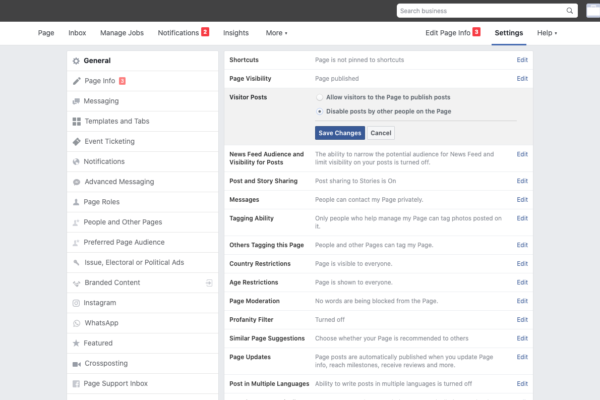 Search business
Page Inbox Manage Jobs Notifications 2 Insights More Edit Page Info 3 Settings Help
General
Page Info 3
Messaging
Templates and Tabs
Event Ticketing
Notifications
Advanced Messaging
Page Roles
People and Other Pages
Preferred Page Audience
Issue, Electoral or Political Ads
Branded Content
Instagram
WhatsApp
Featured
Crossposting
Page Support Inbox
Shortcuts Page is not pinned to shortcuts Edit
Page Visibility Page published Edit
Visitor Posts Allow visitors to the Page to publish posts
Disable posts by other people on the Page
Save Changes Cancel
News Feed Audience and The ability to narrow the potential audience for News Feed and Edit
Visibility for Posts limit visibility on your posts is turned off.
Post and Story Sharing Post sharing to Stories is On Edit
Messages People can contact my Page privately. Edit
Tagging Ability Only people who help manage my Page can tag photos posted on Edit
it.
Others Tagging this Page People and other Pages can tag my Page. Edit
Country Restrictions Page is visible to everyone. Edit
Age Restrictions Page is shown to everyone. Edit
Page Moderation No words are being blocked from the Page. Edit
Profanity Filter Turned off Edit
Similar Page Suggestions Choose whether your Page is recommended to others Edit
Page Updates Page posts are automatically published when you update Page Edit
info, reach milestones, receive reviews and more.
Post in Multiple Languages Ability to write posts in multiple languages is turned off Edit